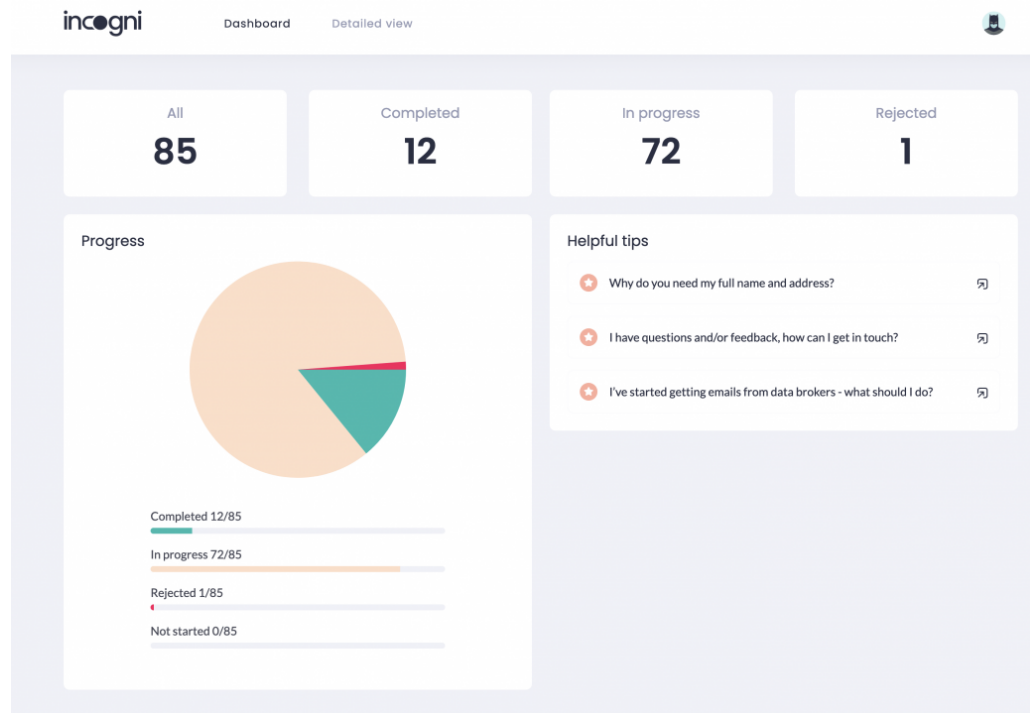 incogni
Dashboard
Detailed view
All
85
Completed
12
In progress
72
Rejected
1
Progress
Completed 12/85
In progress 72/85
Rejected 1/85
Not started 0/85
Helpful tips
Why do you need my full name and address?
I have questions and/or feedback, how can I get in touch?
I've started getting emails from data brokers - what should I do?